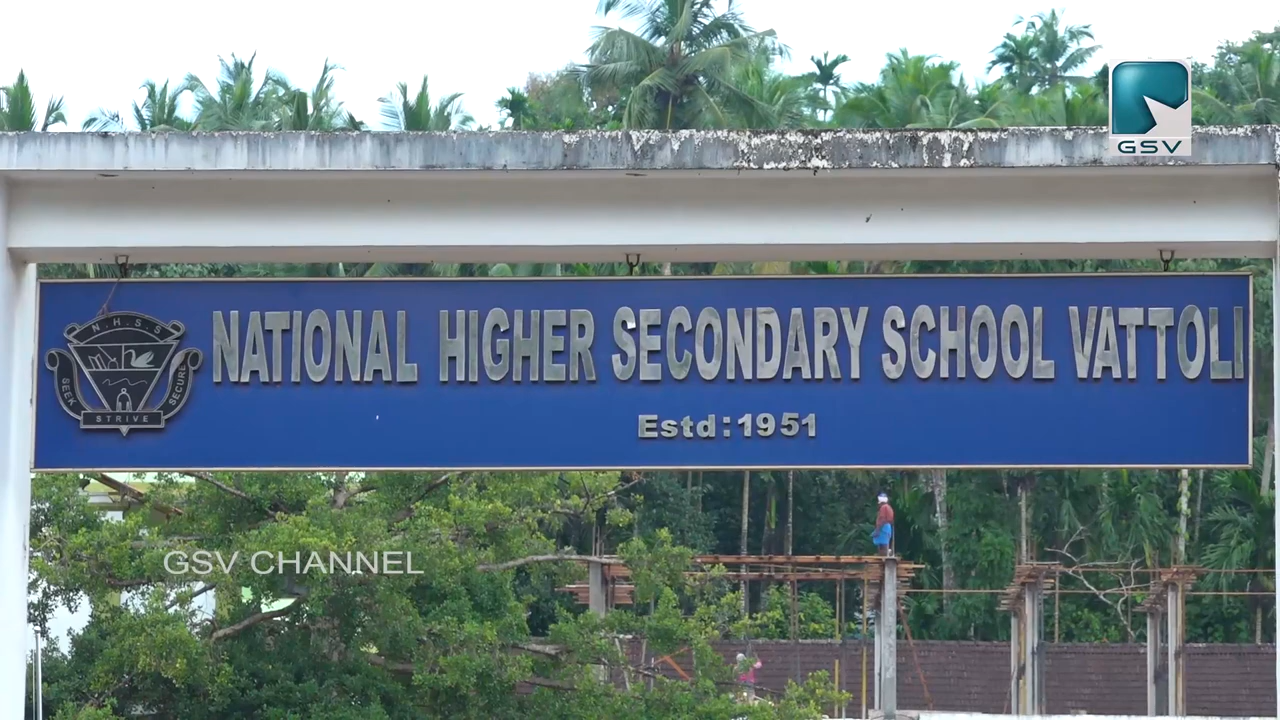 GSV
N.H.S.S
SEEK
STRIVE
SECURE
NATIONAL HIGHER SECONDARY SCHOOL VATTOLI
Estd:1951
GSV CHANNEL